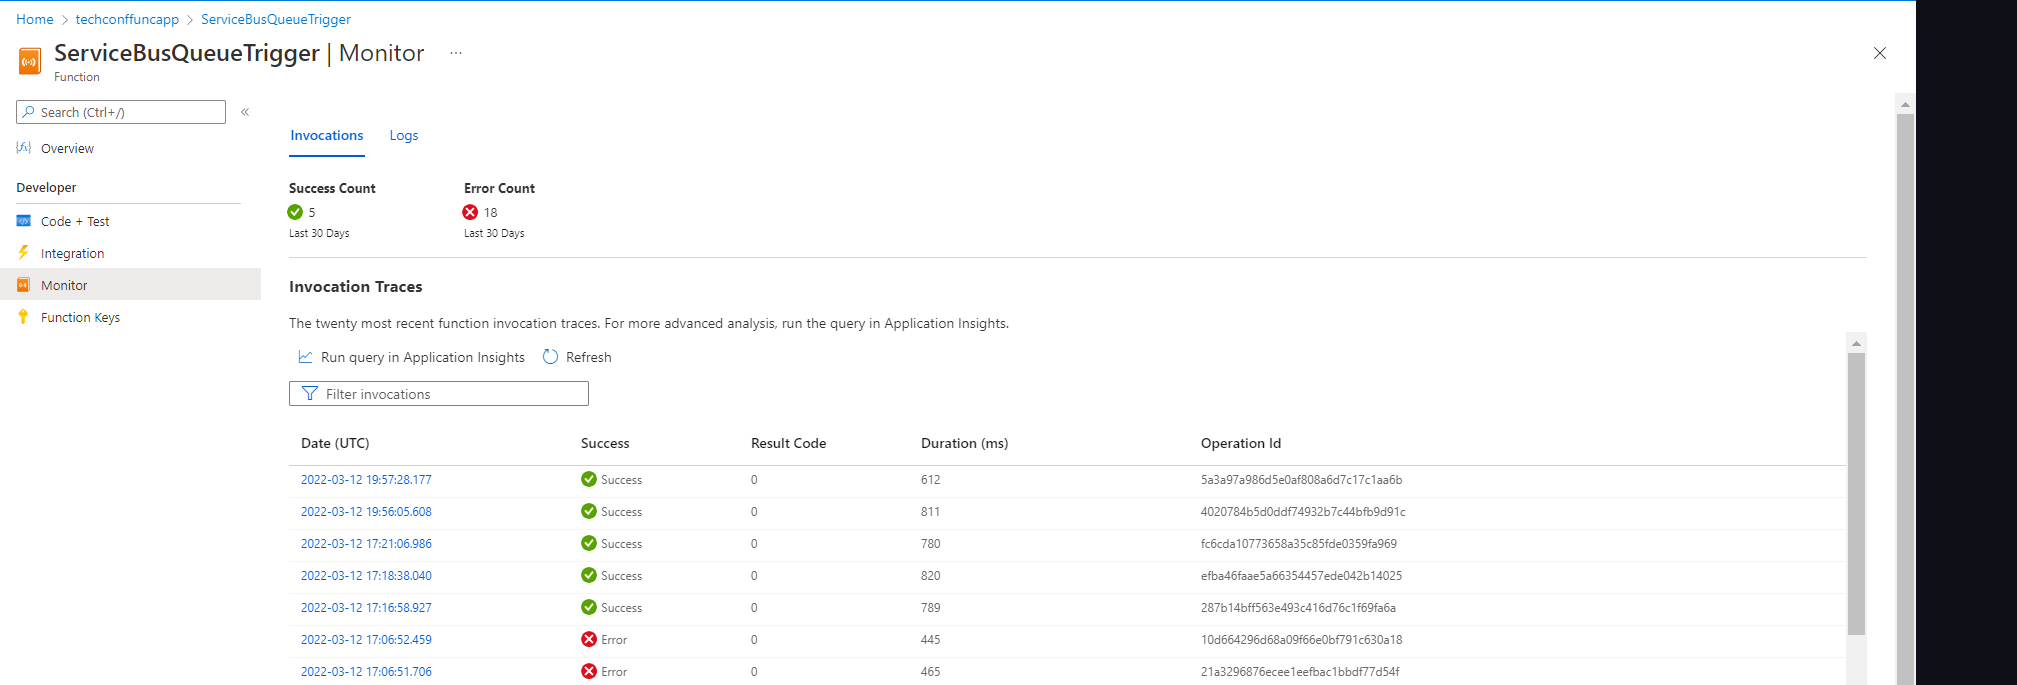 Home > techconffuncapp > ServiceBusQueueTrigger
ServiceBusQueueTrigger | Monitor ...
Function
Search (Ctrl+/) «
Overview
Developer
Code + Test
Integration
Monitor
Function Keys
Invocations Logs
Success Count Error Count
5 18
Last 30 Days Last 30 Days
Invocation Traces
The twenty most recent function invocation traces. For more advanced analysis, run the query in Application Insights.
Run query in Application Insights Refresh
Filter invocations
Date (UTC) Success Result Code Duration (ms) Operation Id
2022-03-12 19:57:28.177 Success 0 612 5a3a97a986d5e0af808a6d7c17c1aa6b
2022-03-12 19:56:05.608 Success 0 811 4020784b5d0ddf74932b7c44bfb9d91c
2022-03-12 17:21:06.986 Success 0 780 fc6cda10773658a35c85fde0359fa969
2022-03-12 17:18:38.040 Success 0 820 efba46faae5a66354457ede042b14025
2022-03-12 17:16:58.927 Success 0 789 287b14bff563e493c416d76c1f69fa6a
2022-03-12 17:06:52.459 Error 0 445 10d664296d68a09f66e0bf791c630a18
2022-03-12 17:06:51.706 Error 0 465 21a3296876ecee1eefbac1bbdf77d54f